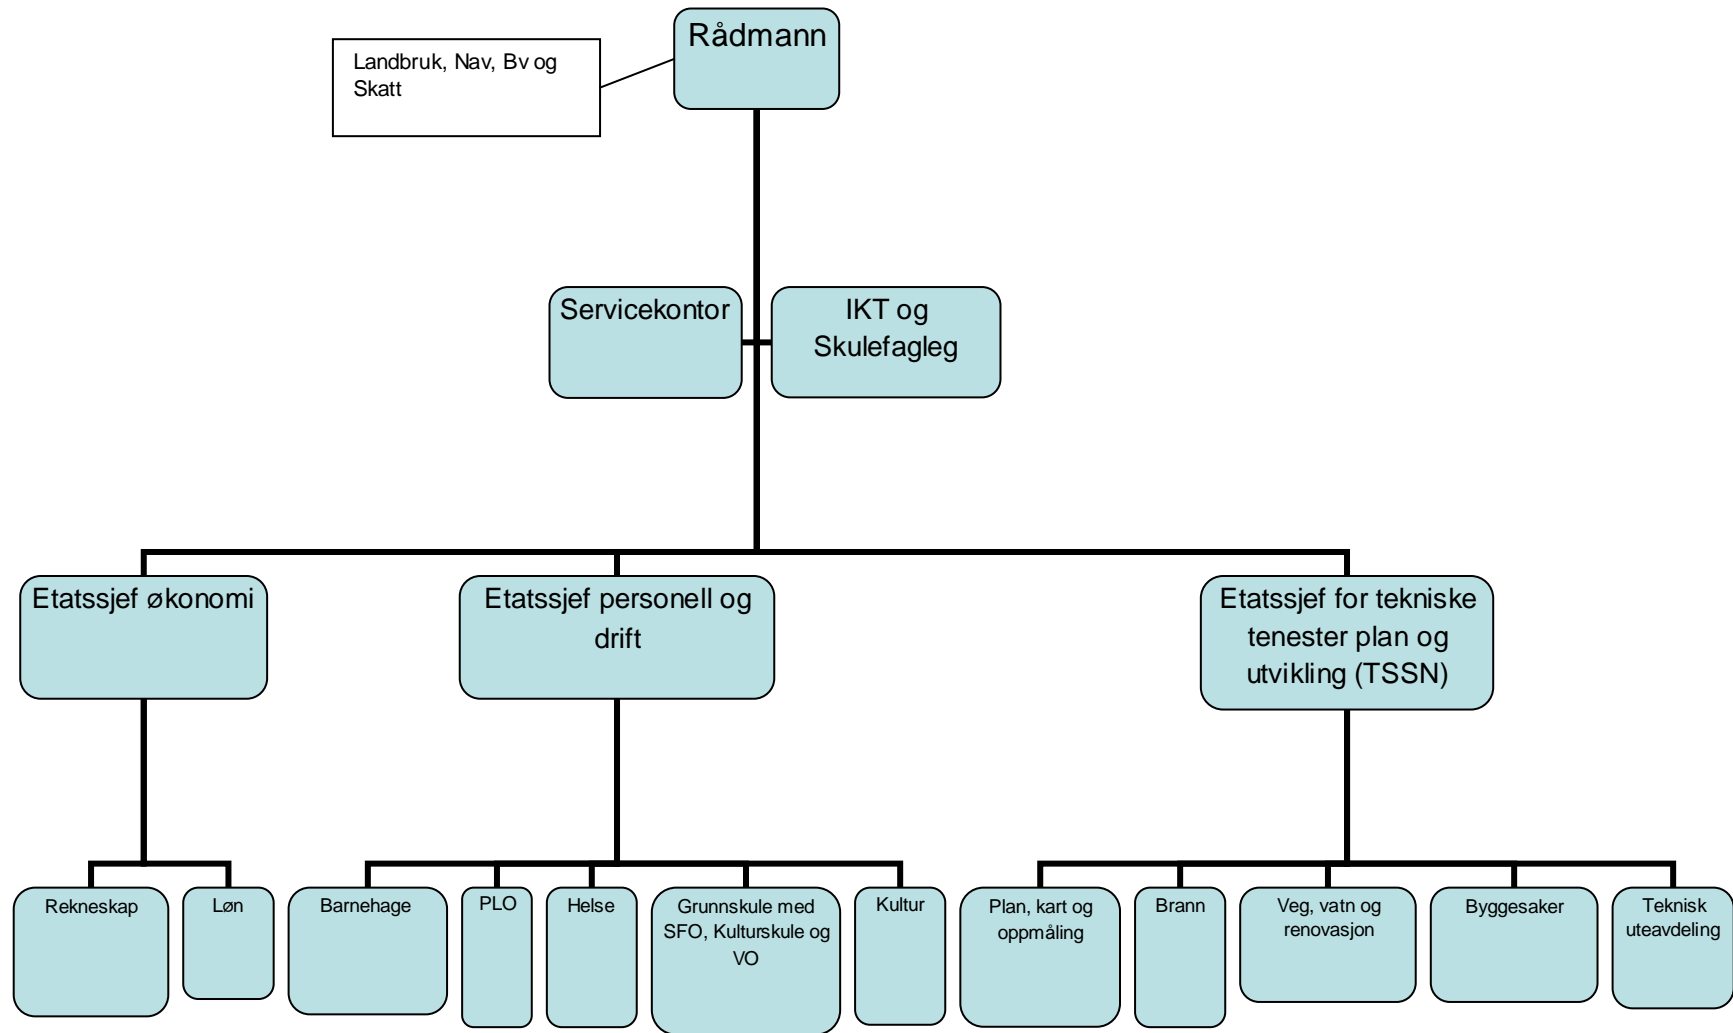 Rådmann
Landbruk, Nav, Bv og
Skatt
Servicekontor
IKT og
Skulefagleg
Etatssjef økonomi
Etatssjef personell og
drift
Etatssjef for tekniske
tenester plan og
utvikling (TSSN)
Rekneskap
Løn
Barnehage
PLO
Helse
Grunnskule med
SFO, Kulturskule og
VO
Kultur
Plan, kart og
oppmåling
Brann
Veg, vatn og
renovasjon
Byggesaker
Teknisk
uteavdeling